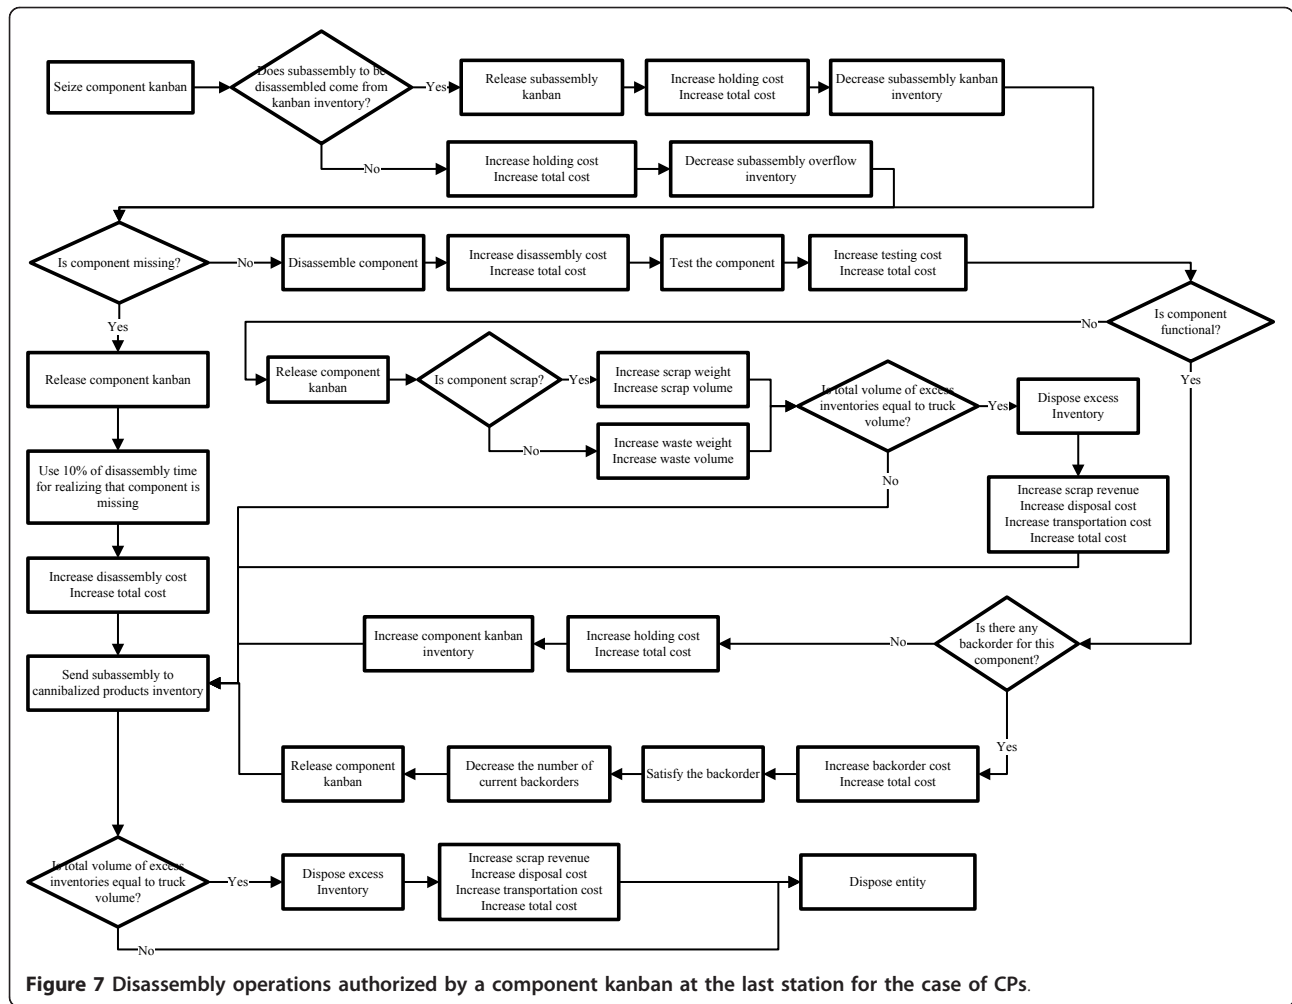 Seize component kanban
Does subassembly to be
disassembled come from
kanban inventory?
Yes
Release subassembly
kanban
Increase holding cost
Increase total cost
Decrease subassembly kanban
inventory
No
Increase holding cost
Increase total cost
Decrease subassembly overflow
inventory
Is component missing?
No
Disassemble component
Increase disassembly cost
Increase total cost
Test the component
Increase testing cost
Increase total cost
Is component
functional?
Yes
No
Yes
Release component kanban
Release component
kanban
Is component scrap?
Yes
Increase scrap weight
Increase scrap volume
No
Increase waste weight
Increase waste volume
Is total volume of excess
inventories equal to truck
volume?
Yes
Dispose excess
Inventory
No
Increase scrap revenue
Increase disposal cost
Increase transportation cost
Increase total cost
Use 10% of disassembly time
for realizing that component is
missing
Increase disassembly cost
Increase total cost
Is there any
backorder for this
component?
No
Increase holding cost
Increase total cost
Increase component kanban
inventory
Send subassembly to
cannibalized products inventory
Yes
Increase backorder cost
Increase total cost
Satisfy the backorder
Decrease the number of
current backorders
Release component
kanban
Is total volume of excess
inventories equal to truck
volume?
Yes
Dispose excess
Inventory
Increase scrap revenue
Increase disposal cost
Increase transportation cost
Increase total cost
Dispose entity
No
Figure 7 Disassembly operations authorized by a component kanban at the last station for the case of CPs.